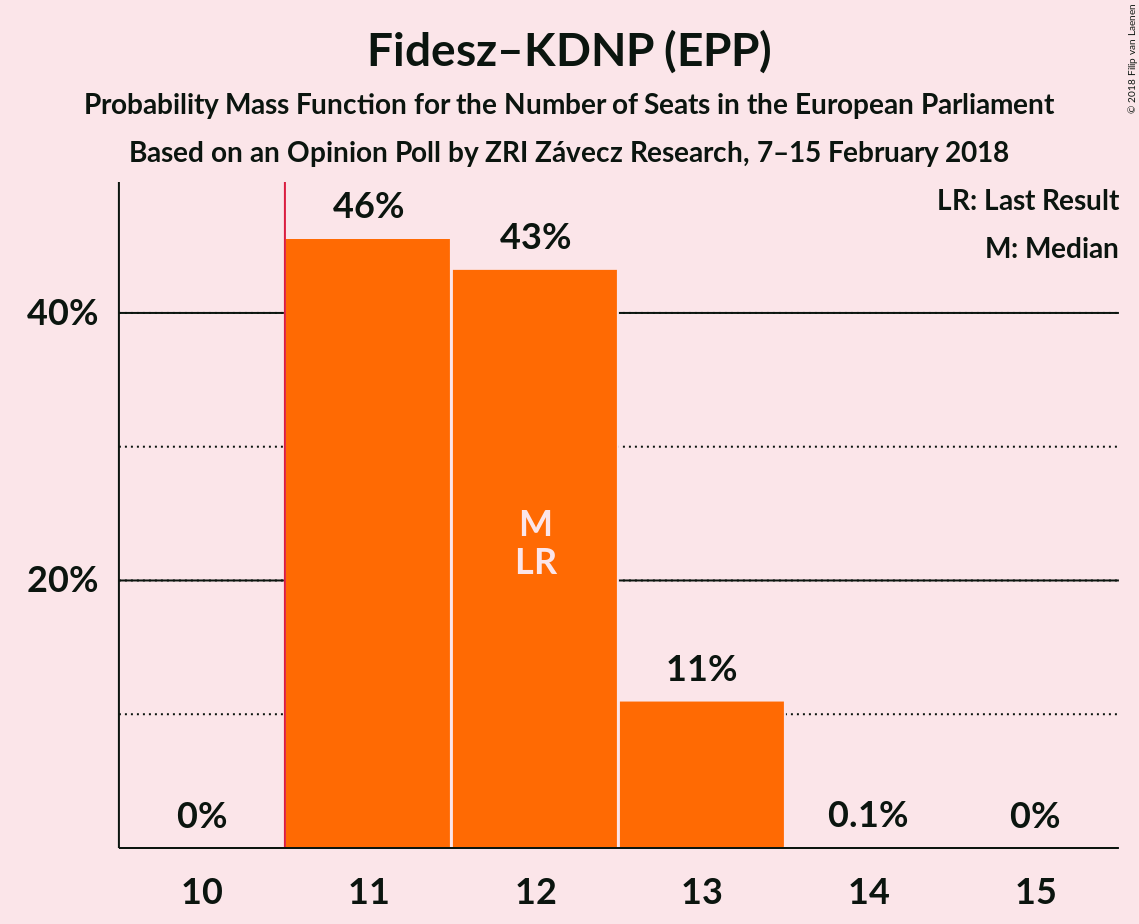 Fidesz–KDNP (EPP)
Probability Mass Function for the Number of Seats in the European Parliament
Based on an Opinion Poll by ZRI Závecz Research, 7–15 February 2018
© 2018 Filip van Laenen
LR: Last Result
M: Median
46%
43%
40%
M
LR
20%
11%
0%
0.1%
0%
10
11
12
13
14
15